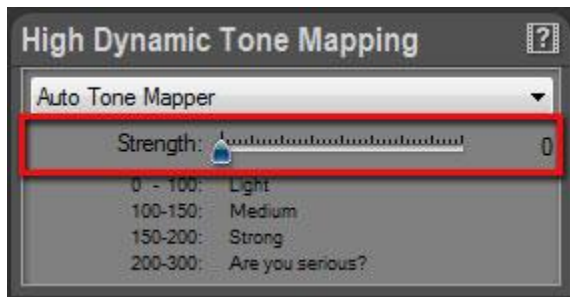 High Dynamic Tone Mapping ?
Auto Tone Mapper
Strength: 0
0 - 100: Light
100-150: Medium
150-200: Strong
200-300: Are you serious?